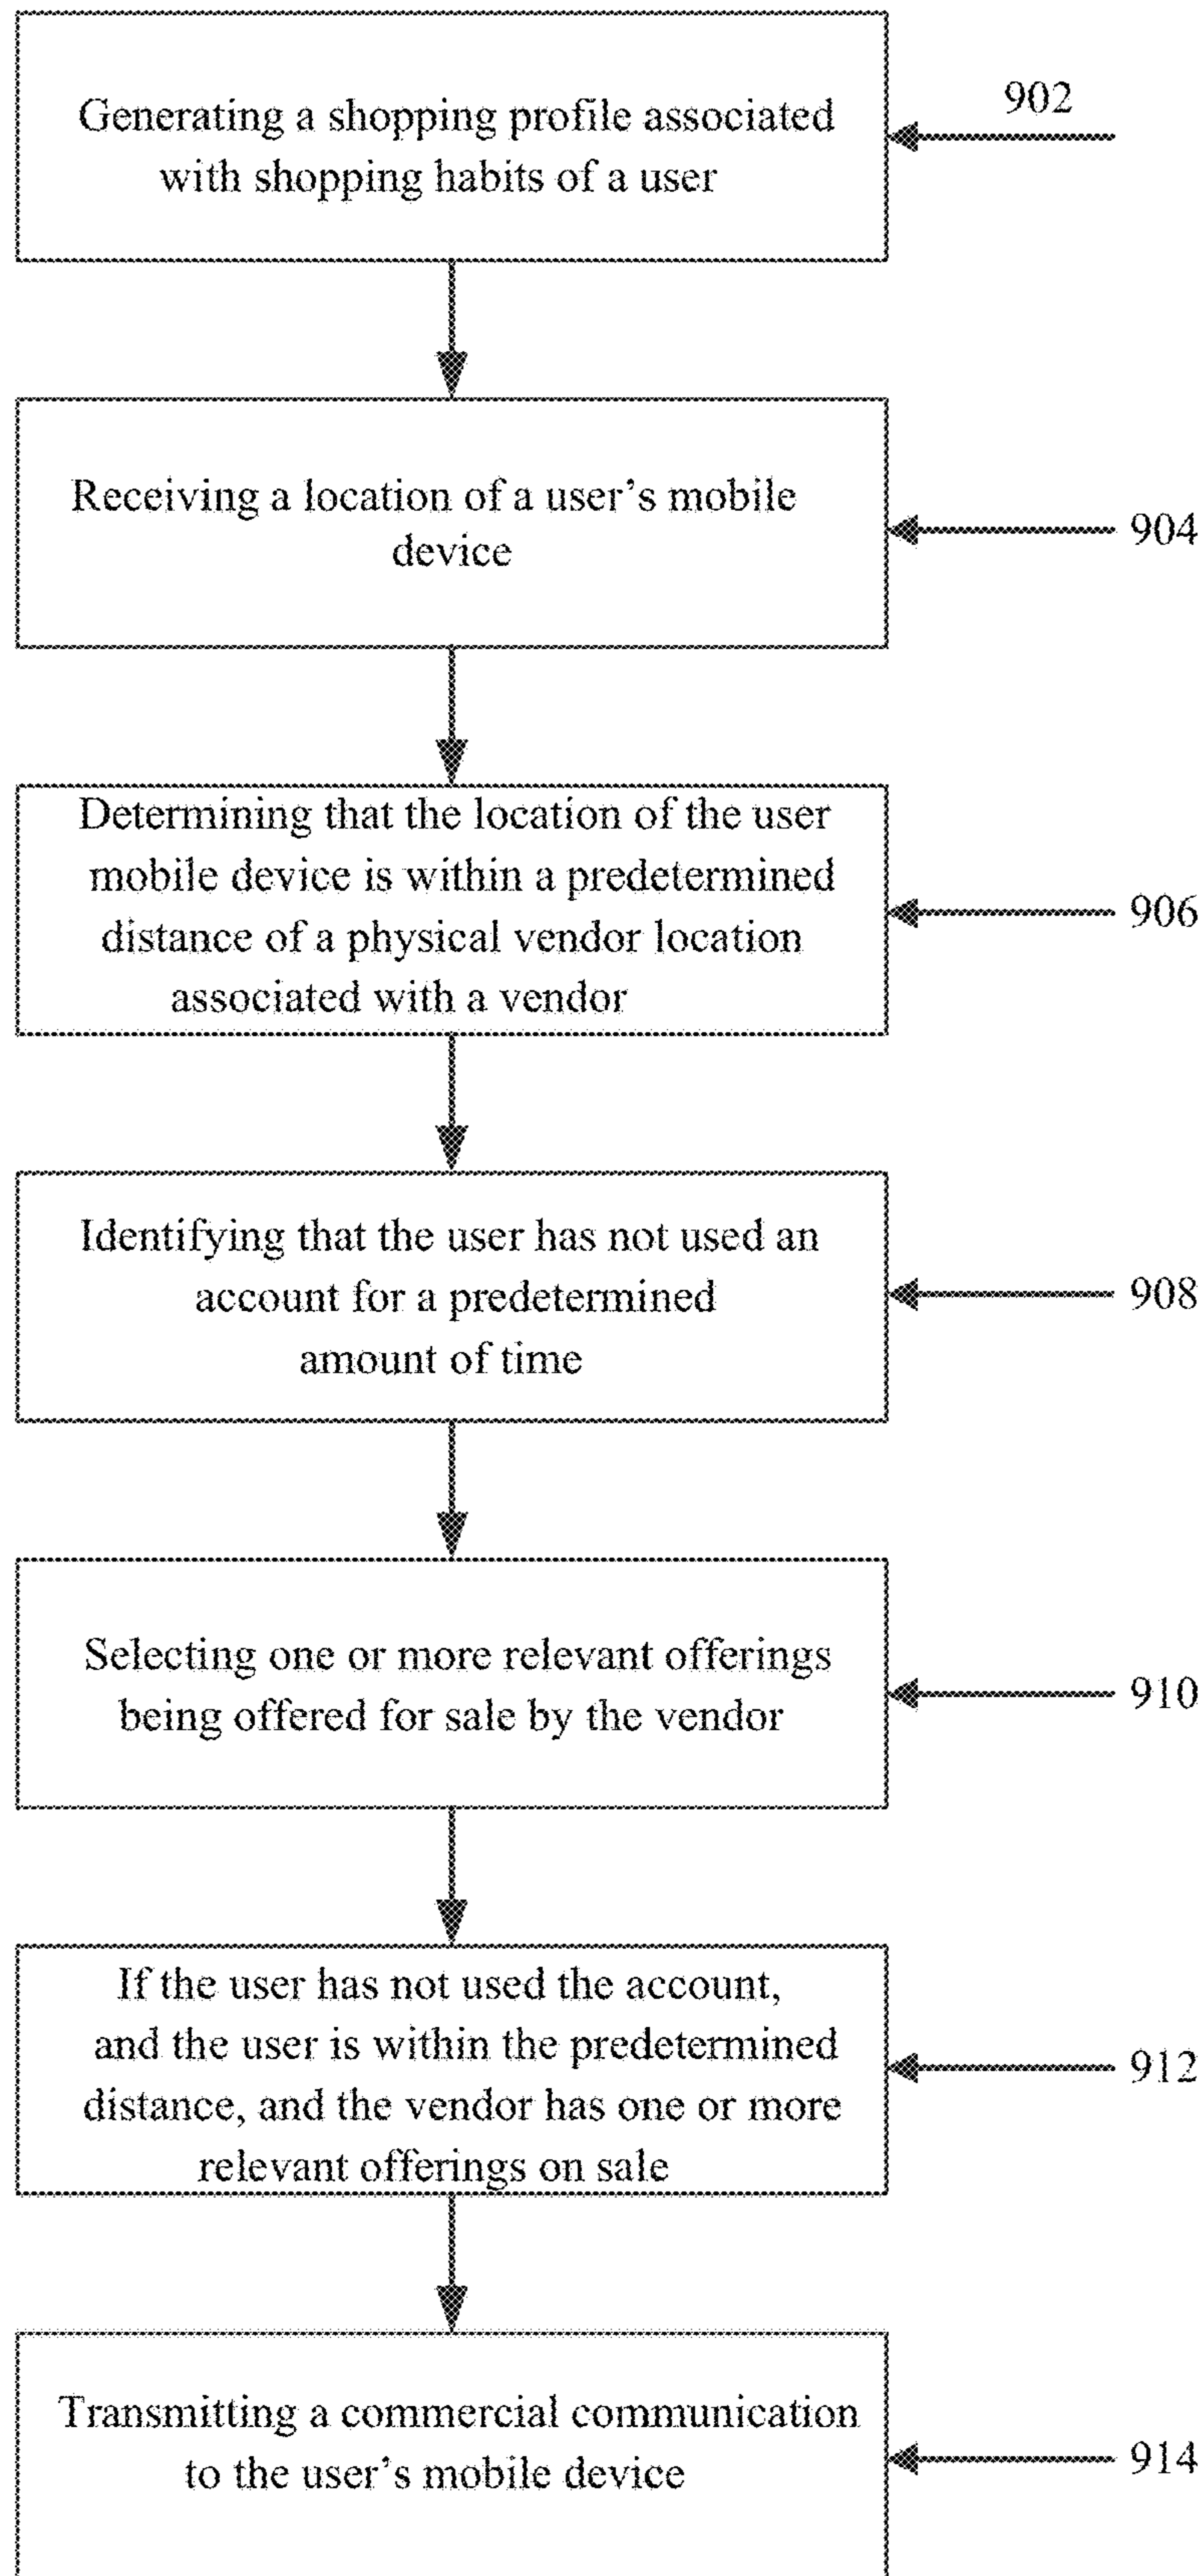 Generating a shopping profile associated
with shopping habits of a user
902
Receiving a location of a user's mobile
device
904
Determining that the location of the user
mobile device is within a predetermined
distance of a physical vendor location
associated with a vendor
906
Identifying that the user has not used an
account for a predetermined
amount of time
908
Selecting one or more relevant offerings
being offered for sale by the vendor
910
If the user has not used the account,
and the user is within the predetermined
distance, and the vendor has one or more
relevant offerings on sale
912
Transmitting a commercial communication
to the user's mobile device
914